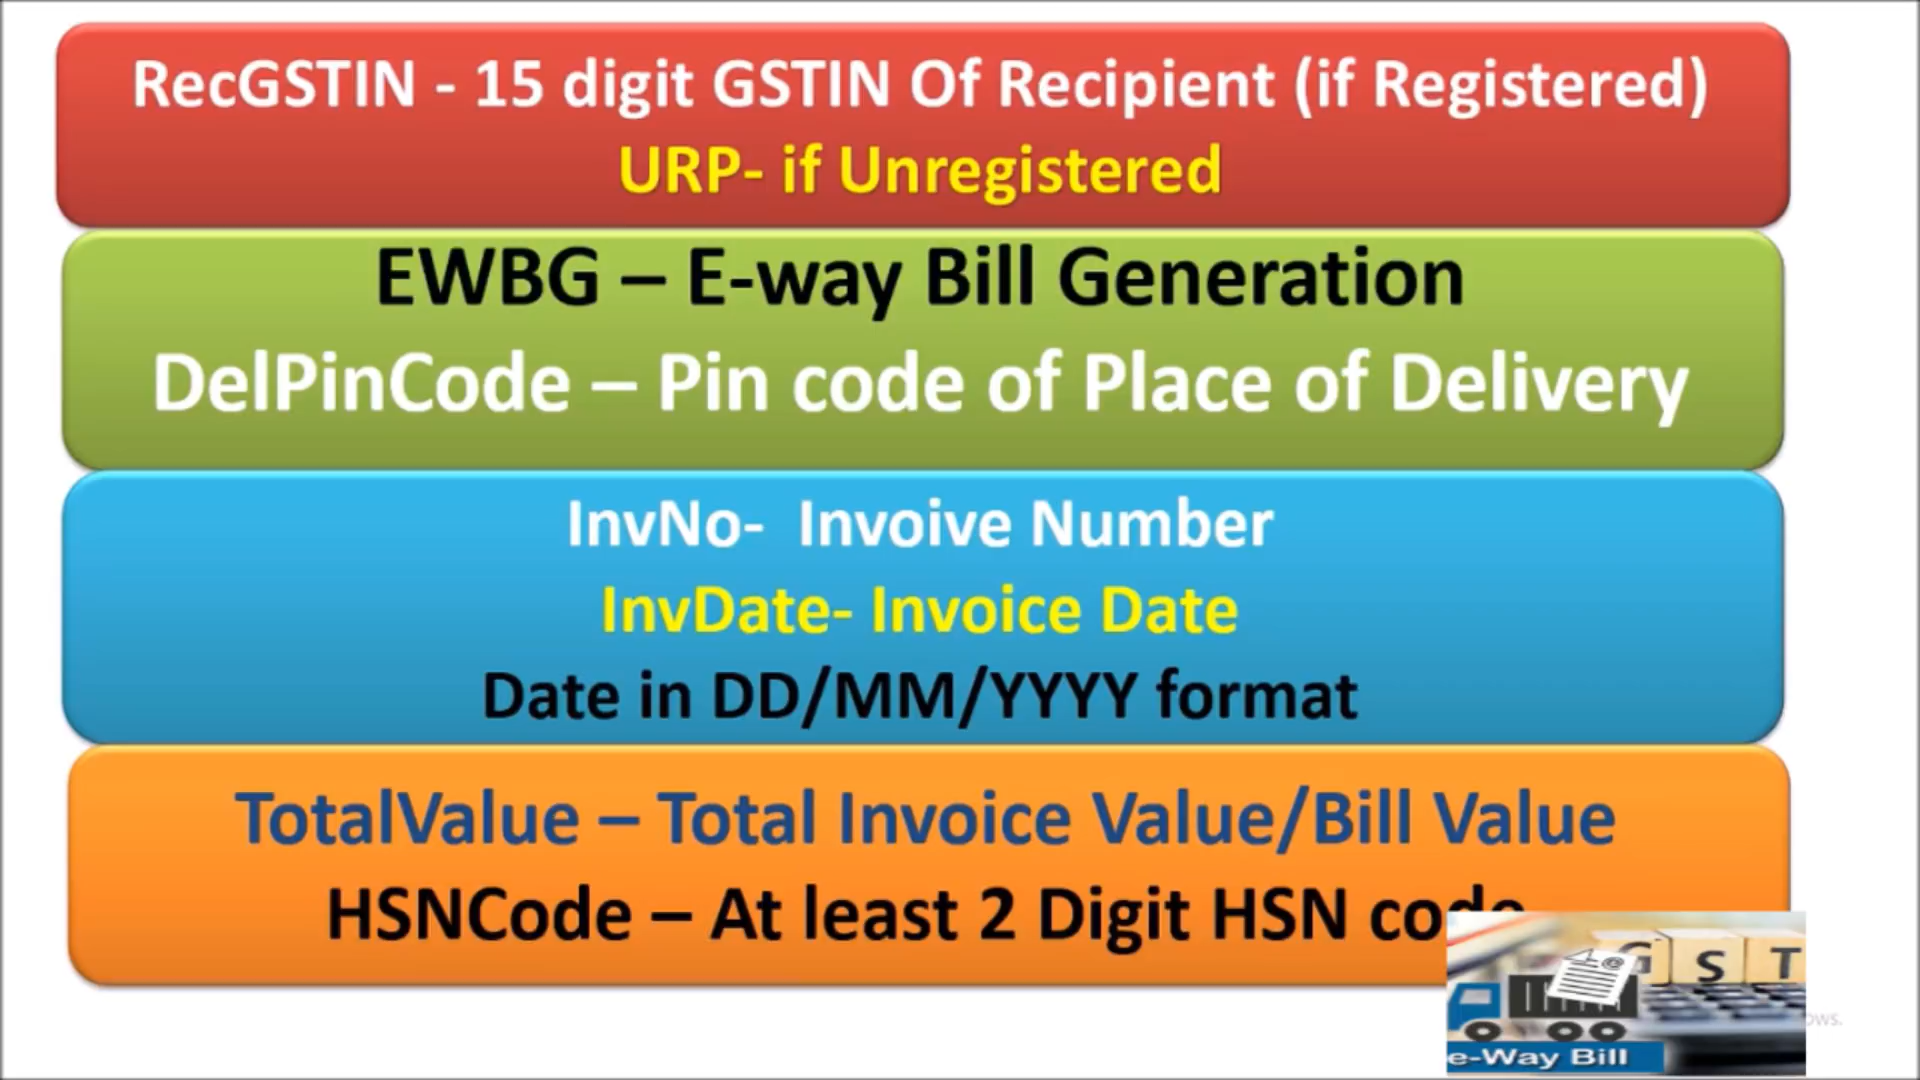 RecGSTIN - 15 digit GSTIN Of Recipient (if Registered)
URP- if Unregistered
EWBG – E-way Bill Generation
DelPinCode – Pin code of Place of Delivery
InvNo- Invoive Number
InvDate- Invoice Date
Date in DD/MM/YYYY format
TotalValue – Total Invoice Value/Bill Value
HSNCode – At least 2 Digit HSN code
G S T
e-Way Bill